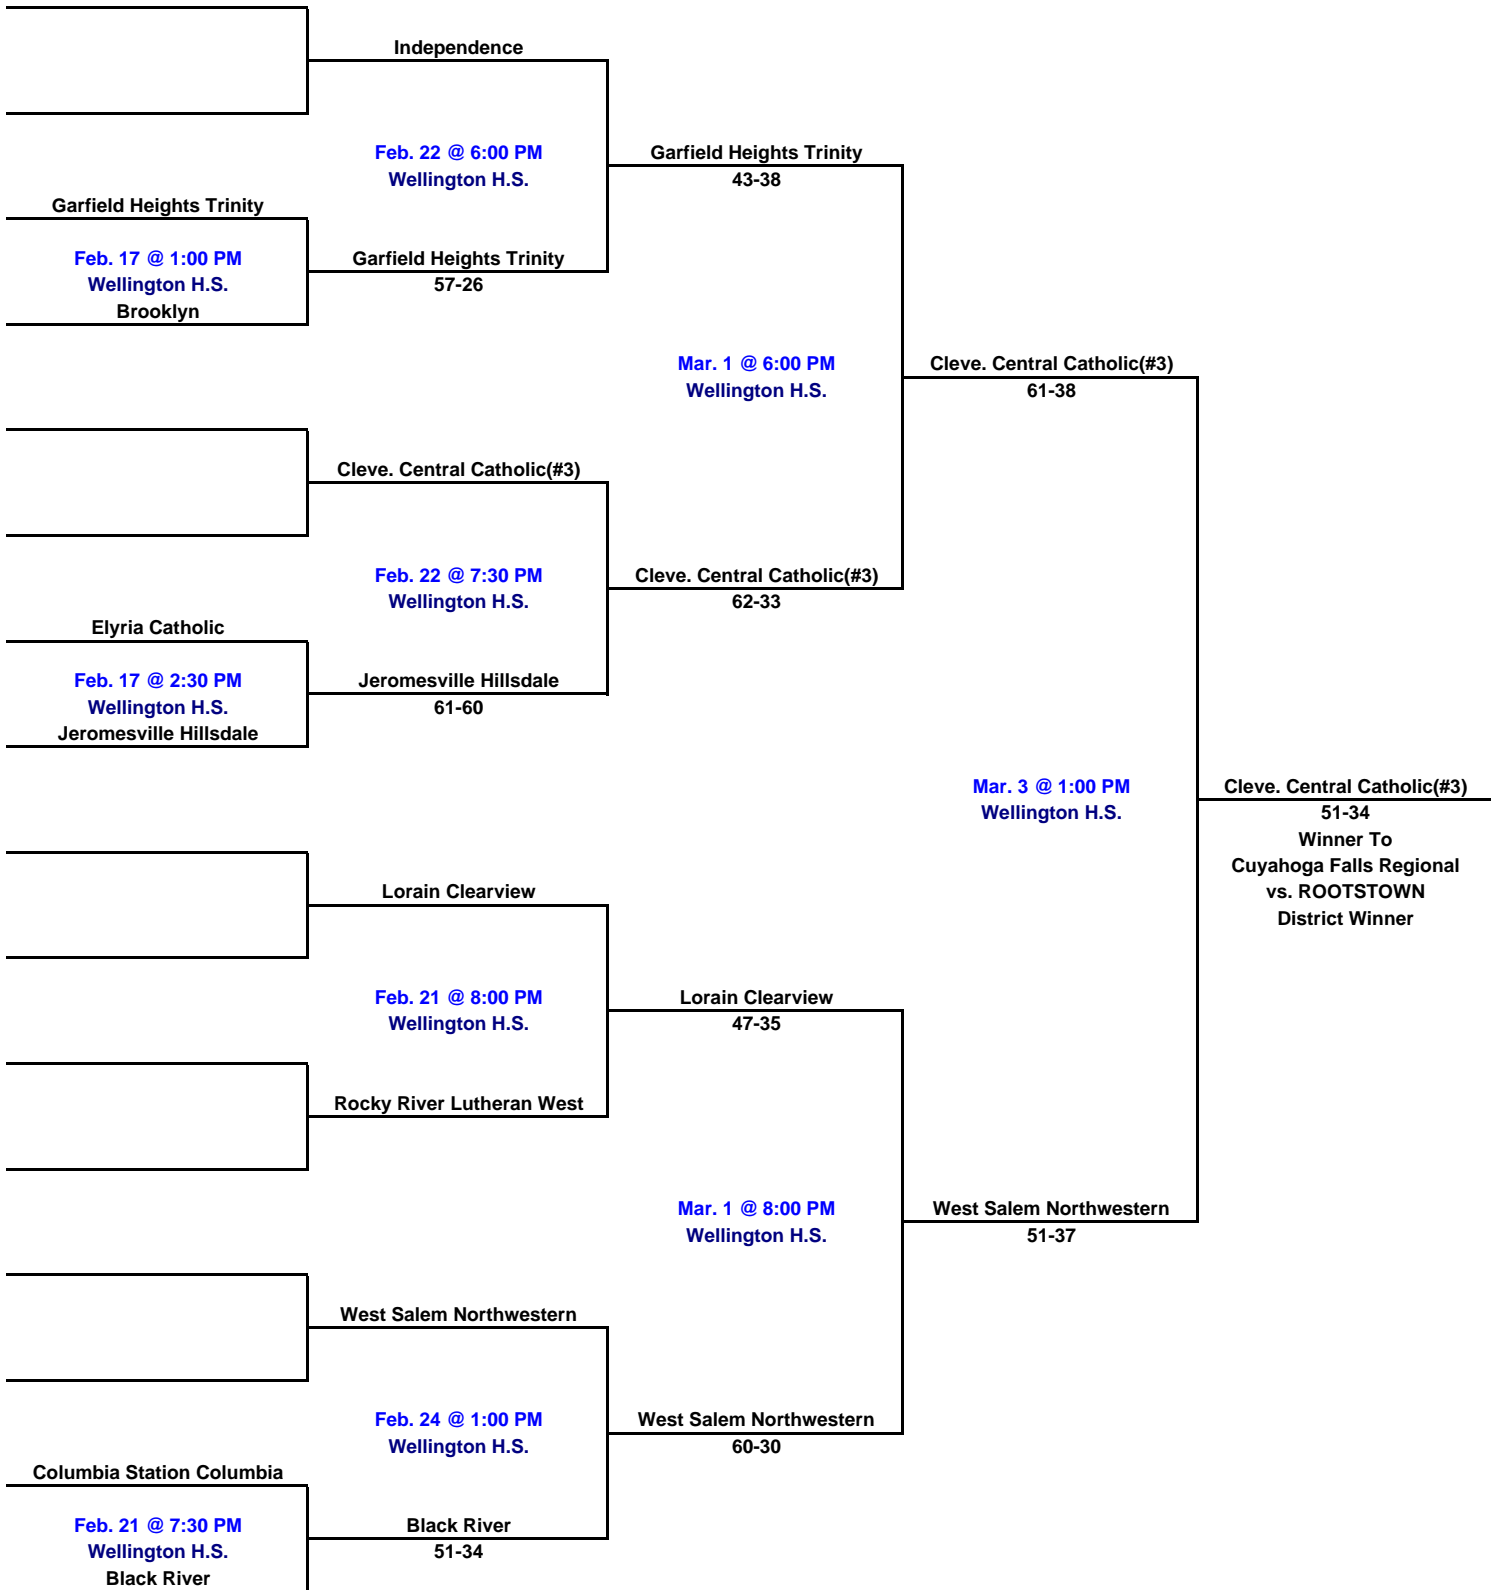 Independence
Feb. 22 @ 6:00 PM
Wellington H.S.
Garfield Heights Trinity
43-38
Garfield Heights Trinity
Feb. 17 @ 1:00 PM
Wellington H.S.
Brooklyn
Garfield Heights Trinity
57-26
Mar. 1 @ 6:00 PM
Wellington H.S.
Cleve. Central Catholic(#3)
61-38
Cleve. Central Catholic(#3)
Feb. 22 @ 7:30 PM
Wellington H.S.
Cleve. Central Catholic(#3)
62-33
Elyria Catholic
Feb. 17 @ 2:30 PM
Wellington H.S.
Jeromesville Hillsdale
Jeromesville Hillsdale
61-60
Mar. 3 @ 1:00 PM
Wellington H.S.
Cleve. Central Catholic(#3)
51-34
Winner To
Cuyahoga Falls Regional
vs. ROOTSTOWN
District Winner
Lorain Clearview
Feb. 21 @ 8:00 PM
Wellington H.S.
Lorain Clearview
47-35
Rocky River Lutheran West
Mar. 1 @ 8:00 PM
Wellington H.S.
West Salem Northwestern
51-37
West Salem Northwestern
Feb. 24 @ 1:00 PM
Wellington H.S.
West Salem Northwestern
60-30
Columbia Station Columbia
Feb. 21 @ 7:30 PM
Wellington H.S.
Black River
Black River
51-34